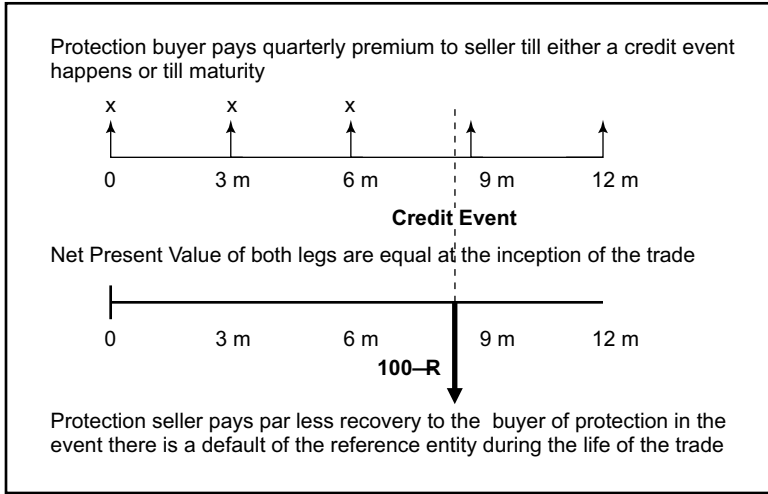 Protection buyer pays quarterly premium to seller till either a credit event
happens or till maturity
x x x
0 3 m 6 m 9 m 12 m
Credit Event
Net Present Value of both legs are equal at the inception of the trade
0 3 m 6 m 9 m 12 m
100–R
Protection seller pays par less recovery to the buyer of protection in the
event there is a default of the reference entity during the life of the trade